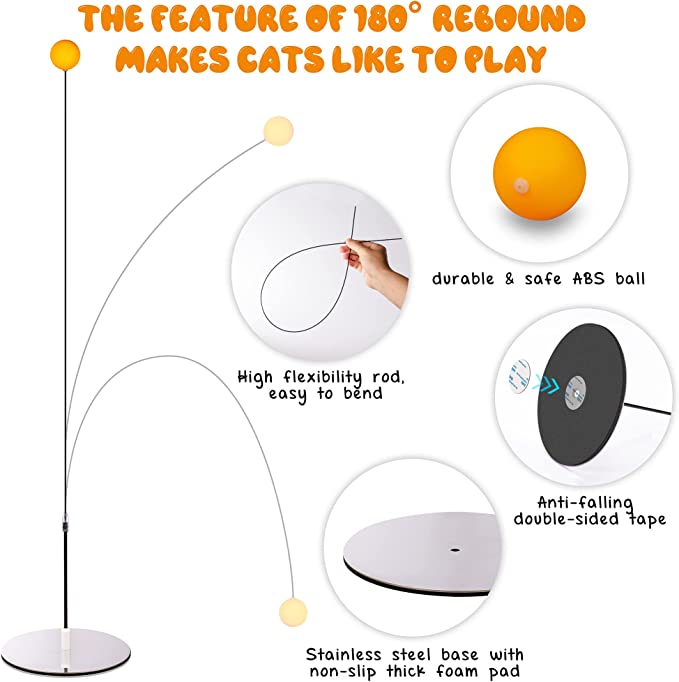 THE FEATURE OF 180° REBOUND
MAKES CATS LIKE TO PLAY
durable & safe ABS ball
High flexibility rod,
easy to bend
Anti-falling
double-sided tape
Stainless steel base with
non-slip thick foam pad